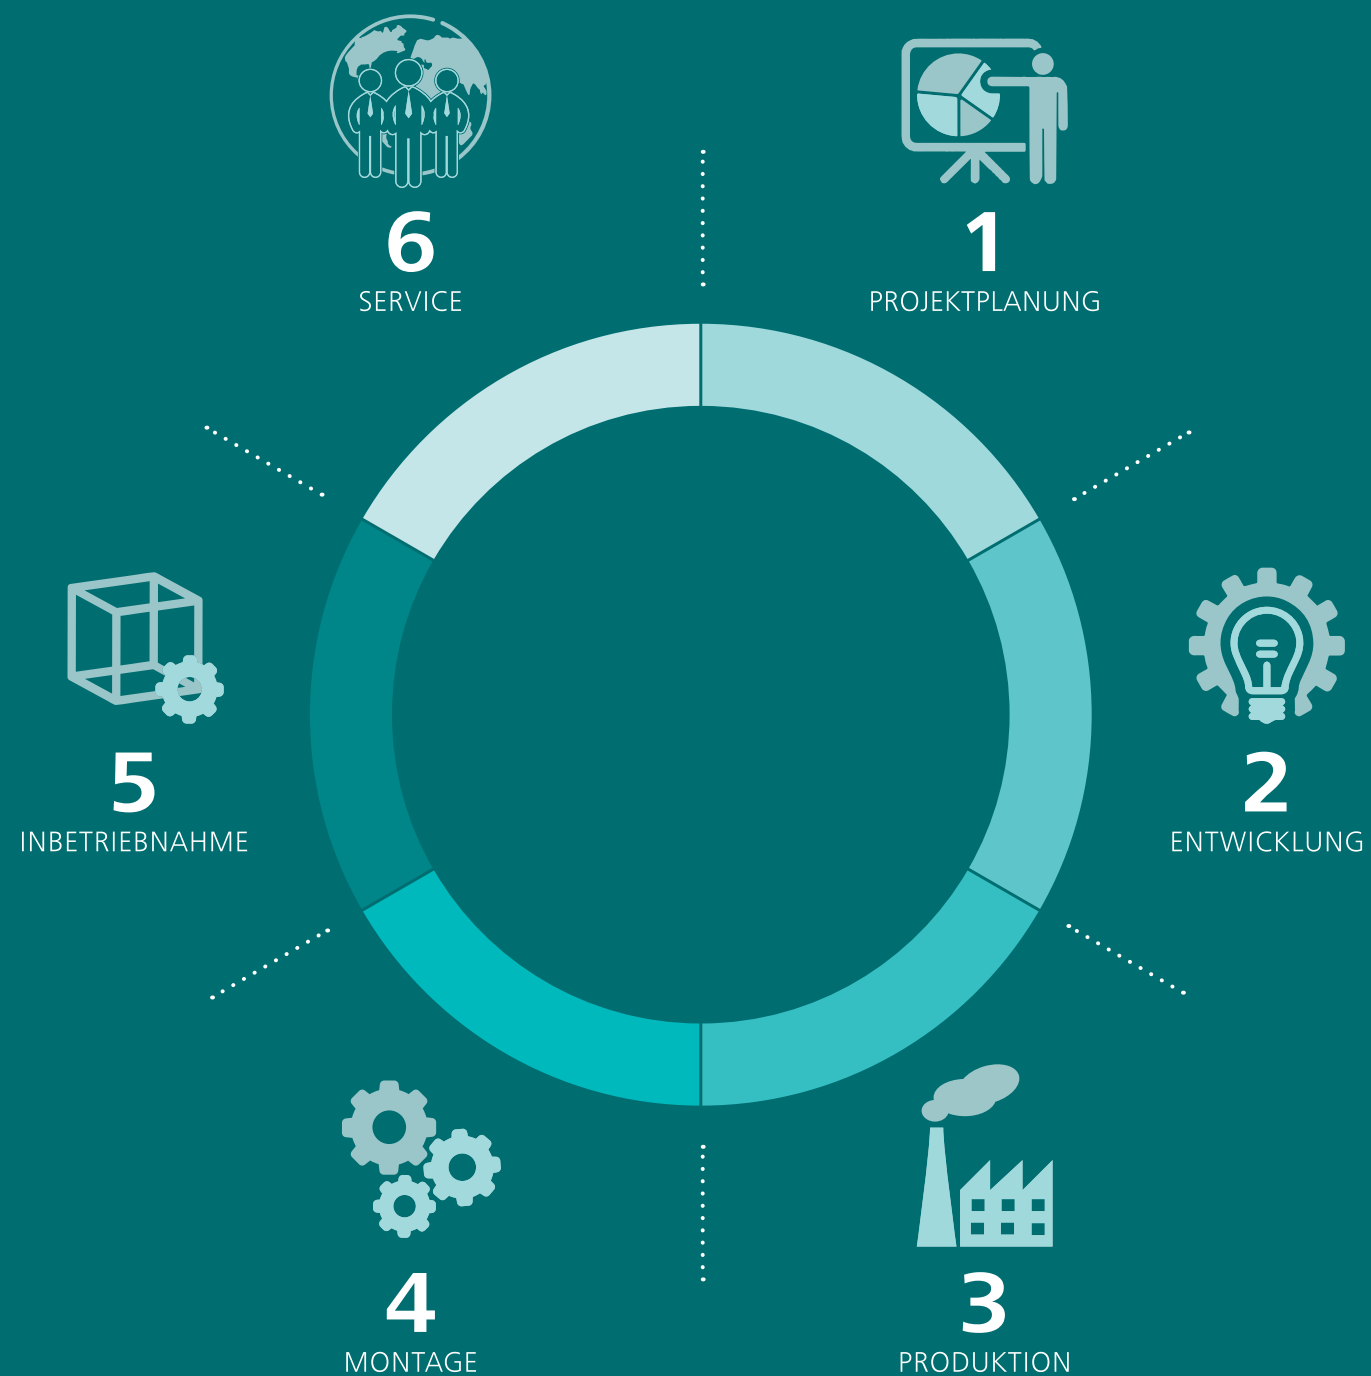 1
PROJEKTPLANUNG
2
ENTWICKLUNG
3
PRODUKTION
4
MONTAGE
5
INBETRIEBNAHME
6
SERVICE